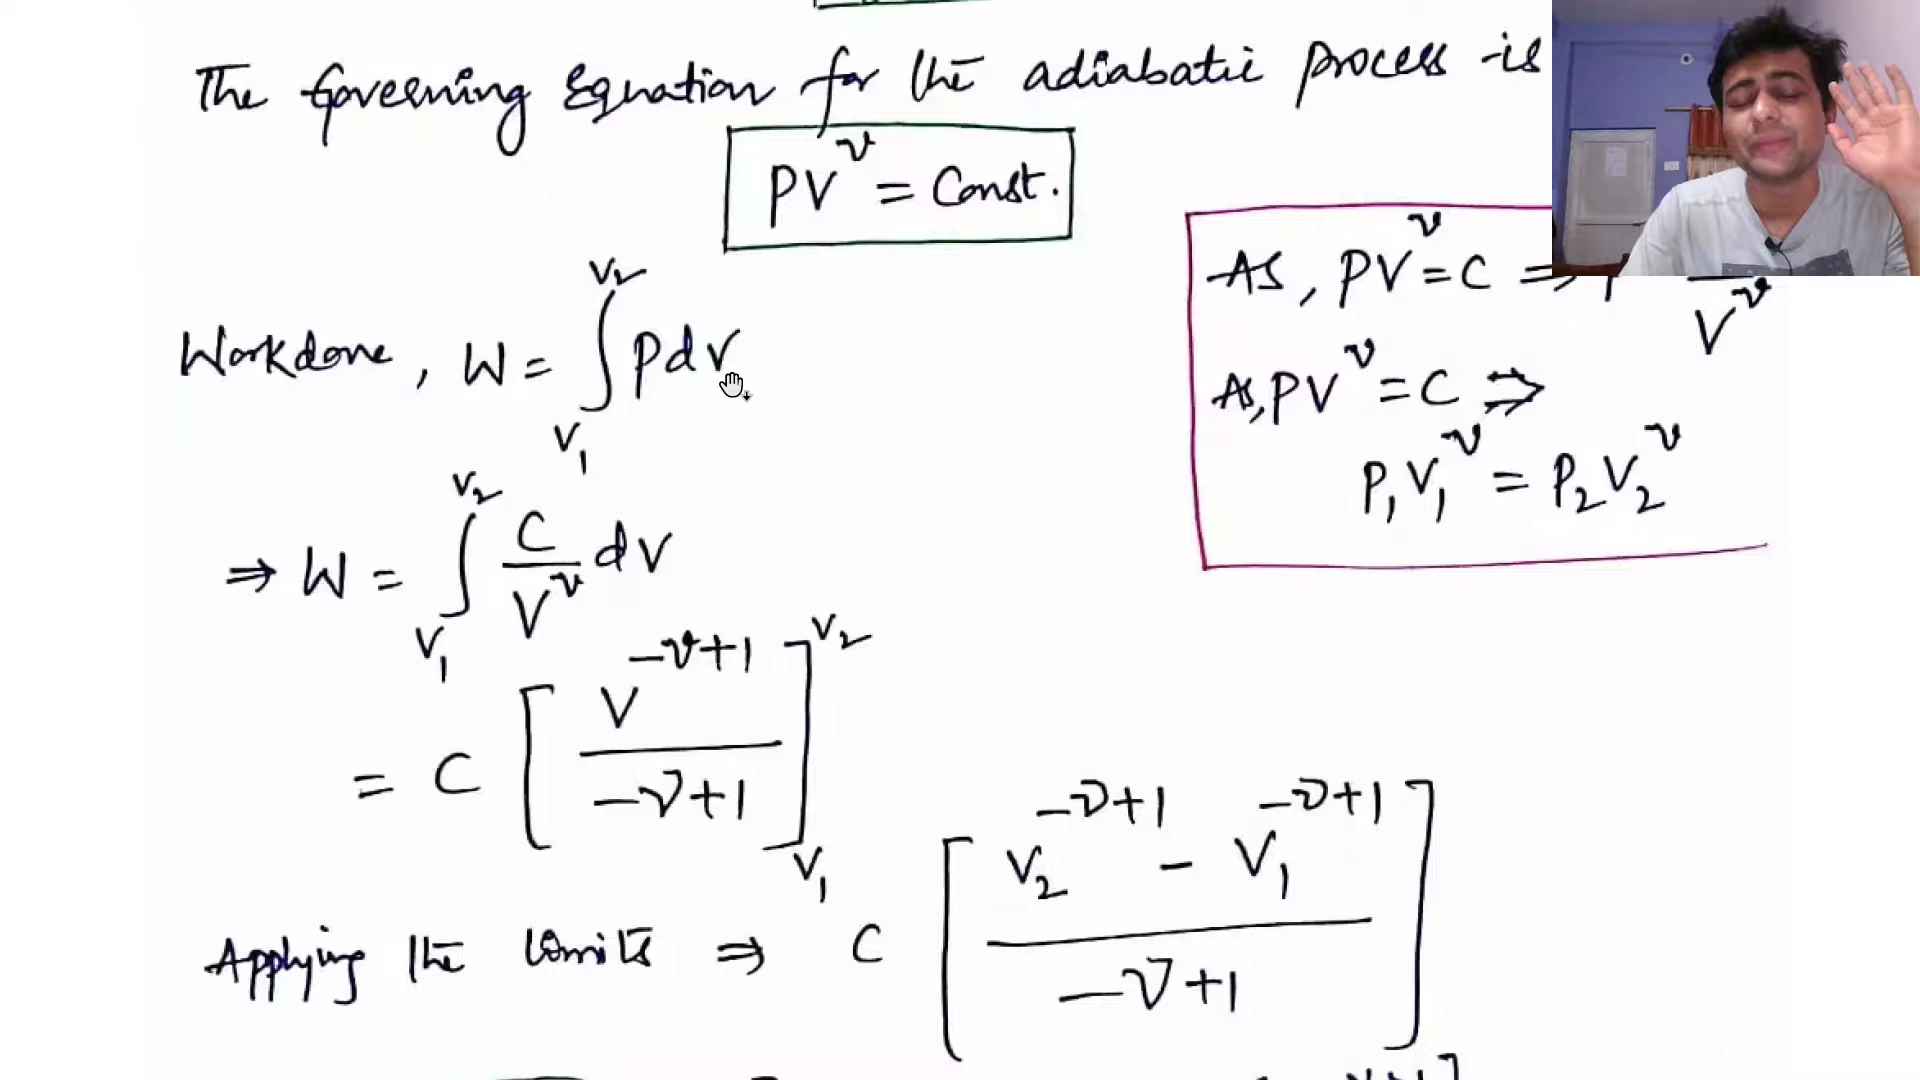 The Governing Equation for the adiabatic process is
PV^γ = Const.
Workdone, W = ∫_{V1}^{V2} PdV
⇒ W = ∫_{V1}^{V2} C/V^γ dV
= C [V^{-γ+1}/(-γ+1)]_{V1}^{V2}
Applying the limits ⇒ C [(V2^{-γ+1} - V1^{-γ+1})/(-γ+1)]
As, PV^γ = C ⇒ V^γ
As, PV^γ = C ⇒
P1V1^γ = P2V2^γ